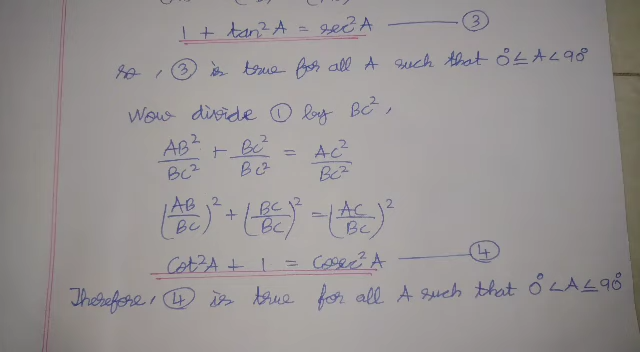 1 + tan²A = sec²A ——— ③
so, ③ is true for all A such that 0° ≤ A < 90°
Now divide ① by BC²,
AB²/BC² + BC²/BC² = AC²/BC²
(AB/BC)² + (BC/BC)² = (AC/BC)²
cot²A + 1 = cosec²A ——— ④
Therefore, ④ is true for all A such that 0° < A ≤ 90°